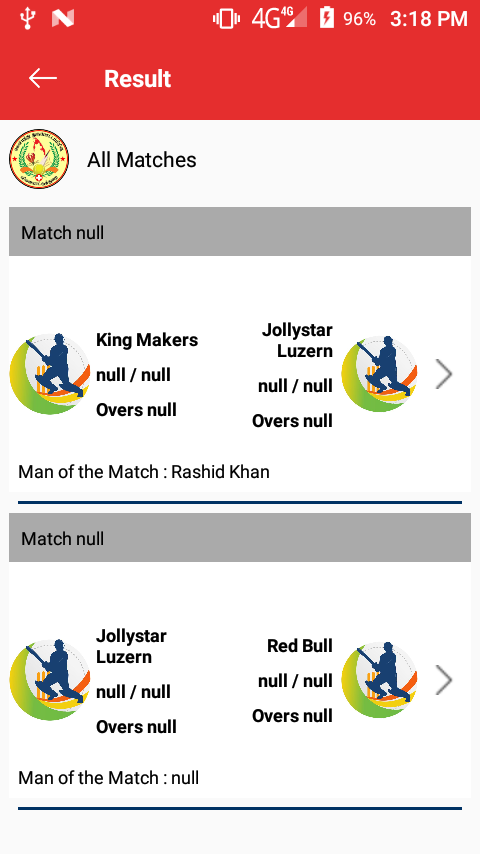 4G 4G 96% 3:18 PM
Result
All Matches
Match null
King Makers
null / null
Overs null
Jollystar
Luzern
null / null
Overs null
Man of the Match : Rashid Khan
Match null
Jollystar
Luzern
null / null
Overs null
Red Bull
null / null
Overs null
Man of the Match : null